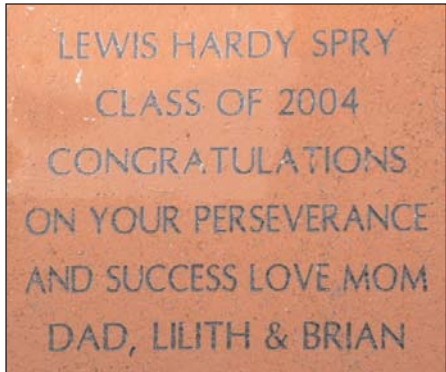 LEWIS HARDY SPRY
CLASS OF 2004
CONGRATULATIONS
ON YOUR PERSEVERANCE
AND SUCCESS LOVE MOM
DAD, LILITH & BRIAN